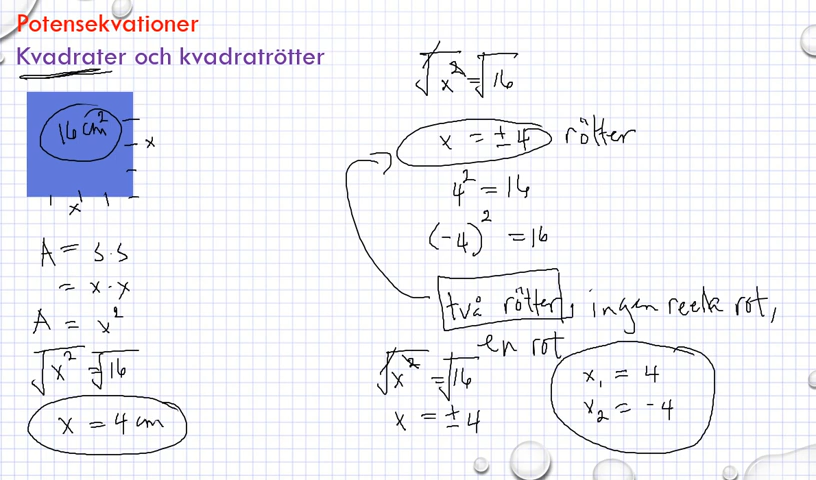 Potensekvationer
Kvadrater och kvadratrötter
16 cm²
x
x
A = s·s
= x·x
A = x²
√x² = √16
x = 4 cm
√x² = √16
x = ±4 rötter
4² = 16
(-4)² = 16
två rötter, ingen reell rot,
en rot
√x² = √16
x = ±4
x₁ = 4
x₂ = -4